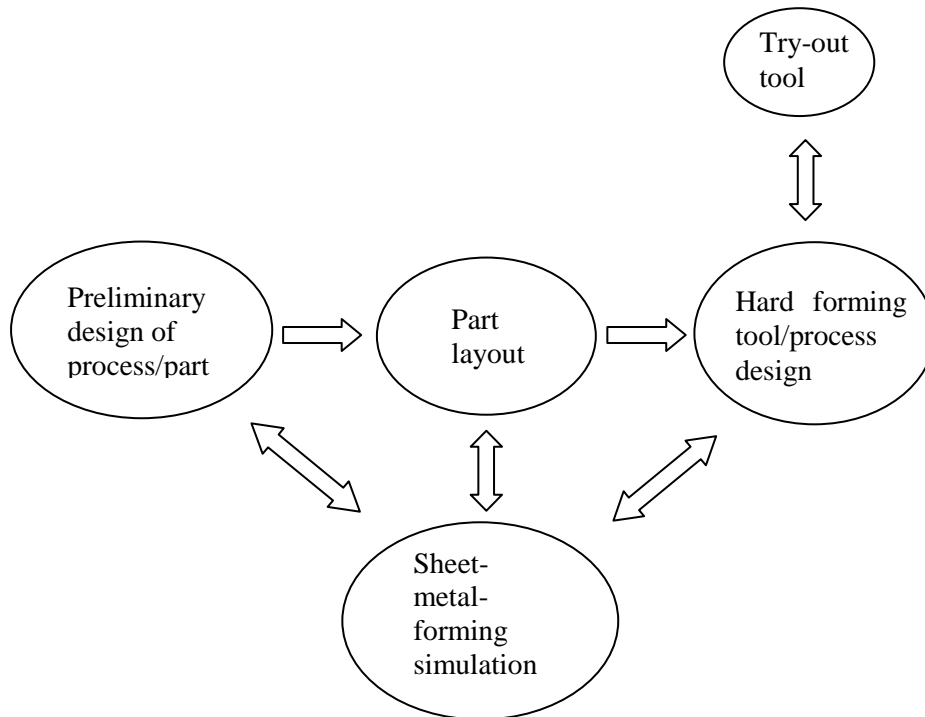 Try-out
tool
Preliminary
design of
process/part
Part
layout
Hard forming
tool/process
design
Sheet-
metal-
forming
simulation